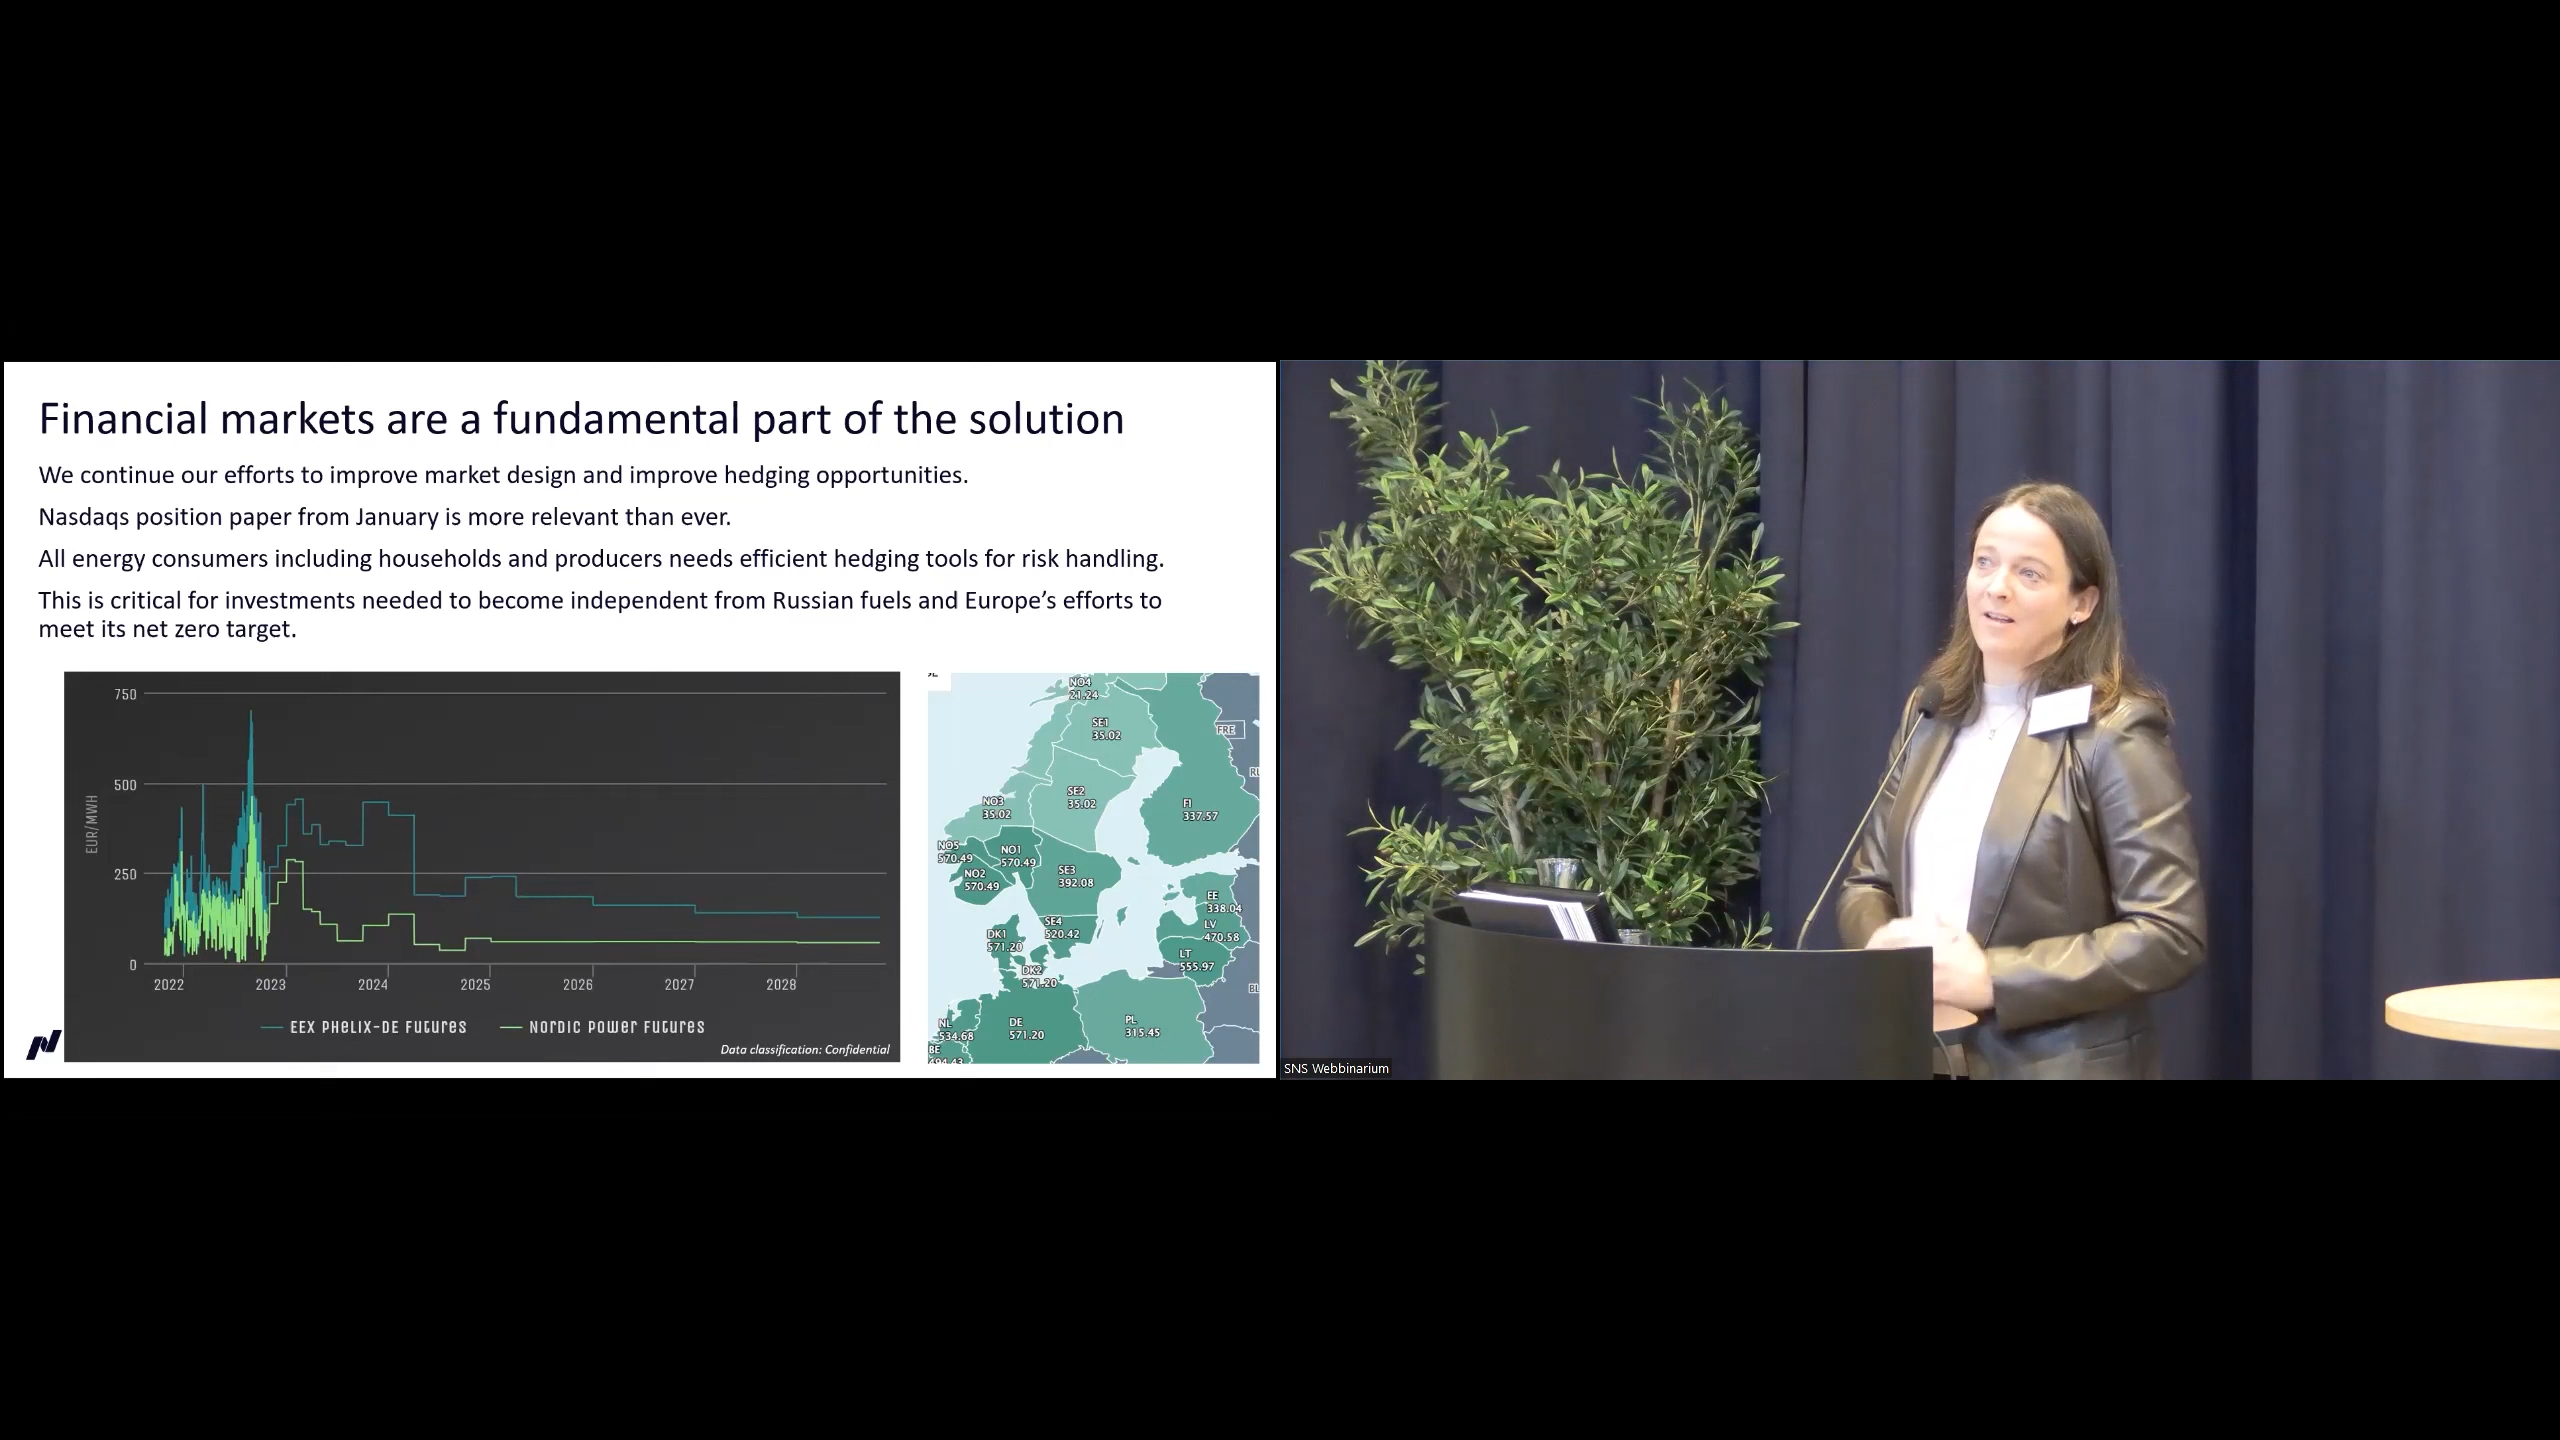 Financial markets are a fundamental part of the solution
We continue our efforts to improve market design and improve hedging opportunities.
Nasdaqs position paper from January is more relevant than ever.
All energy consumers including households and producers needs efficient hedging tools for risk handling.
This is critical for investments needed to become independent from Russian fuels and Europe's efforts to
meet its net zero target.
750
500
250
0
EUR/MWH
2022 2023 2024 2025 2026 2027 2028
EEX PHELIX-DE FUTURES NORDIC POWER FUTURES
Data classification: Confidential
NO4
21.24
SE1
35.02
FRE
SE2
35.02
NO3
35.02
FI
337.57
NO5
570.49
NO1
570.49
NO2
570.49
SE3
392.08
EE
338.04
SE4
520.42
LV
470.58
DK1
571.20
LT
555.97
DK2
571.20
BL
NL
534.68
DE
571.20
PL
315.45
BE
494.43
SNS Webbinarium